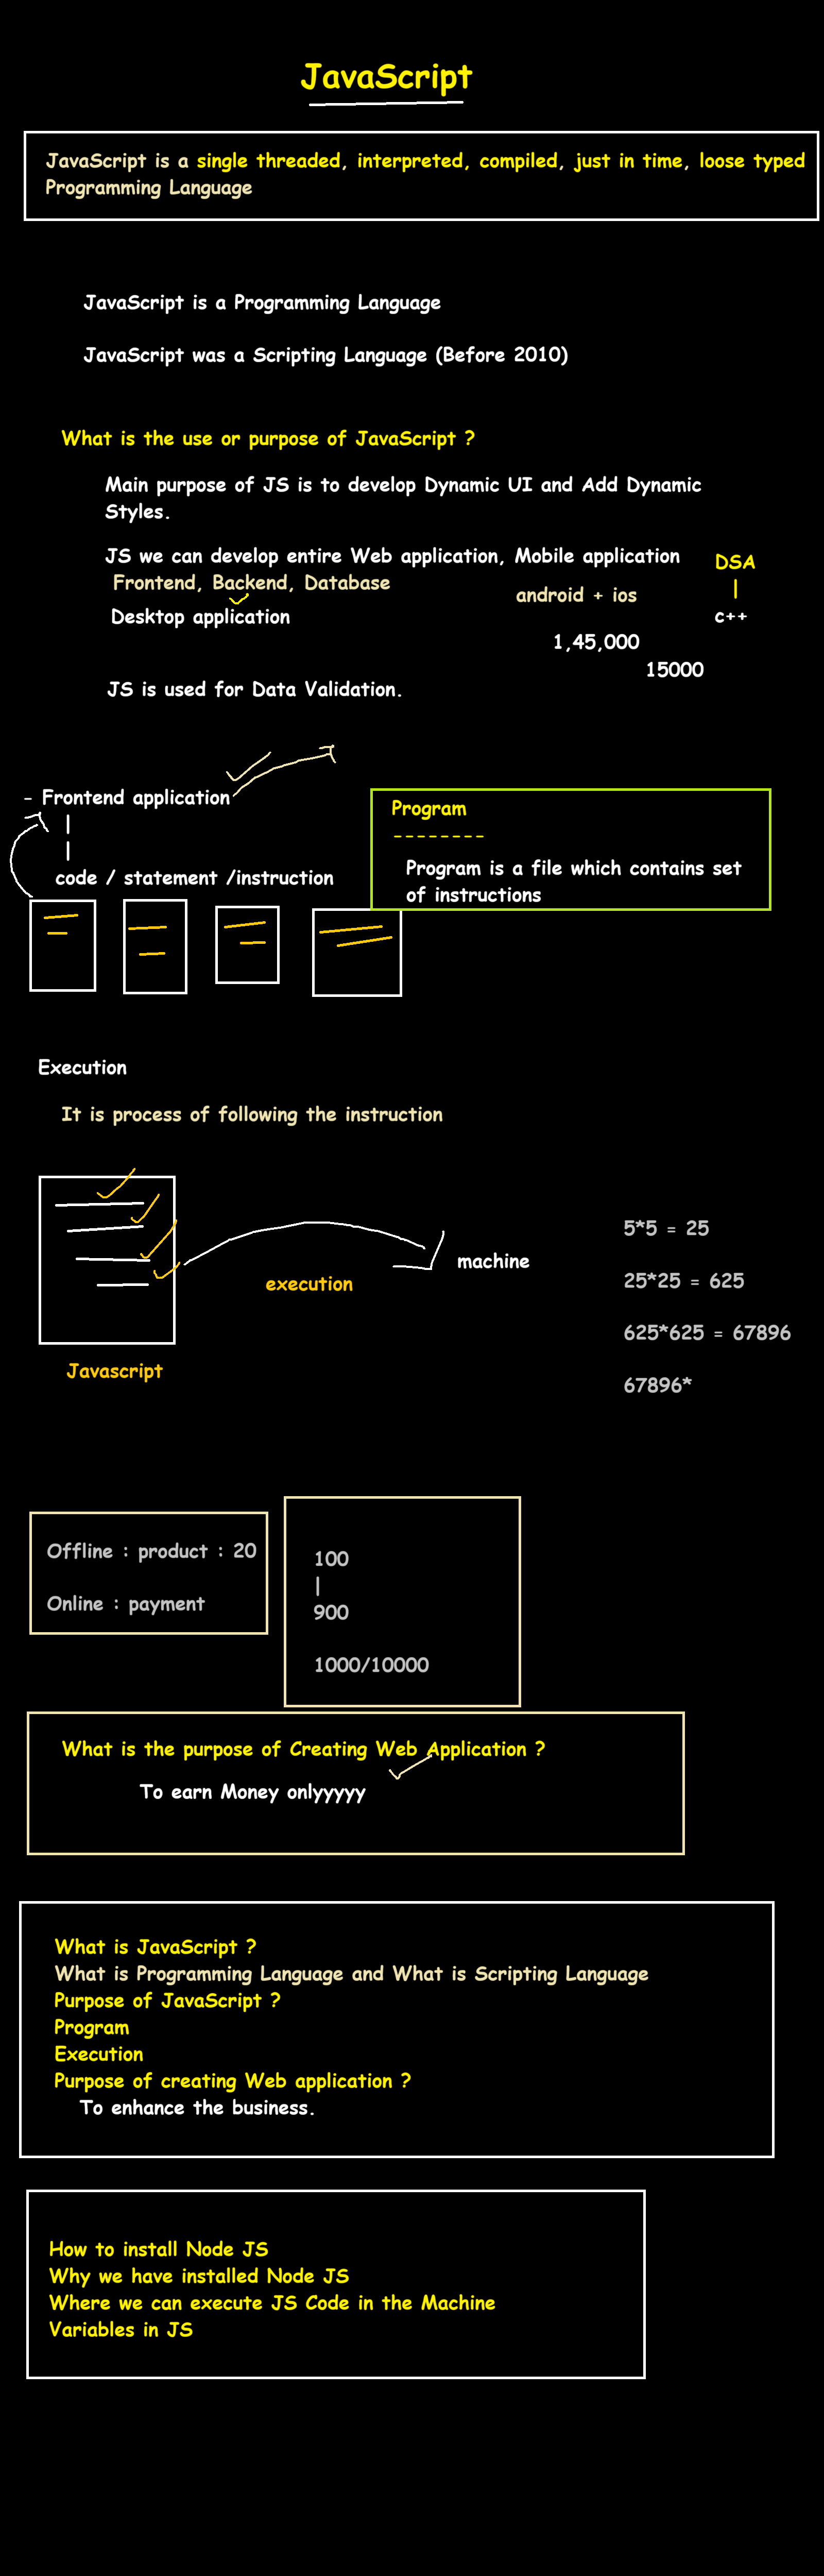 JavaScript
JavaScript is a single threaded, interpreted, compiled, just in time, loose typed
Programming Language
JavaScript is a Programming Language
JavaScript was a Scripting Language (Before 2010)
What is the use or purpose of JavaScript ?
Main purpose of JS is to develop Dynamic UI and Add Dynamic
Styles.
JS we can develop entire Web application, Mobile application
Frontend, Backend, Database
android + ios
Desktop application
DSA
|
c++
1,45,000
15000
JS is used for Data Validation.
- Frontend application
|
|
code / statement /instruction
Program
--------
Program is a file which contains set
of instructions
Execution
It is process of following the instruction
execution
machine
Javascript
5*5 = 25
25*25 = 625
625*625 = 67896
67896*
Offline : product : 20
Online : payment
100
|
900
1000/10000
What is the purpose of Creating Web Application ?
To earn Money onlyyyyy
What is JavaScript ?
What is Programming Language and What is Scripting Language
Purpose of JavaScript ?
Program
Execution
Purpose of creating Web application ?
To enhance the business.
How to install Node JS
Why we have installed Node JS
Where we can execute JS Code in the Machine
Variables in JS